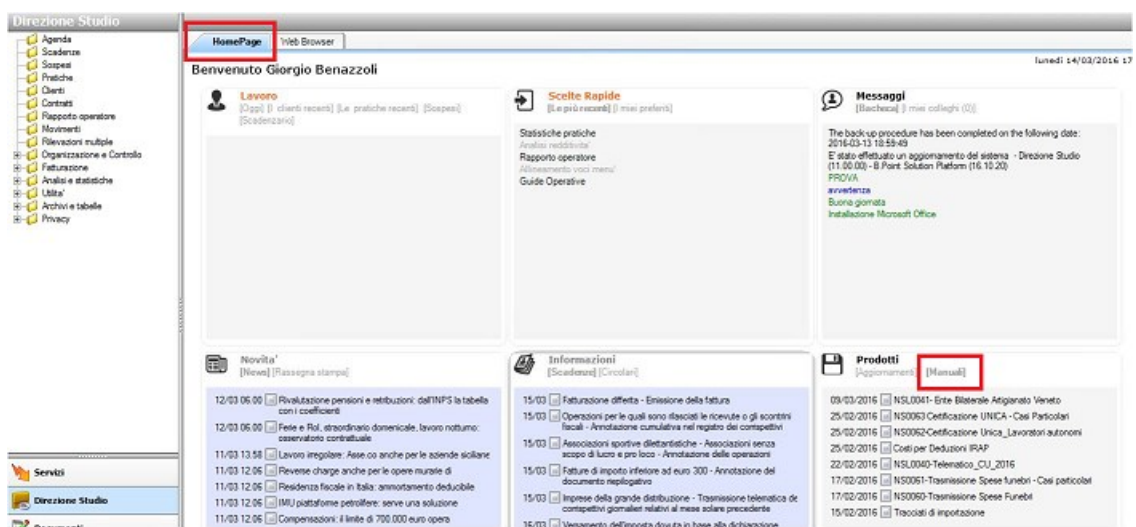 Direzione Studio
Agenda
Scadenze
Sospesi
Pratiche
Clienti
Contratti
Rapporto operatore
Movimenti
Rilevazioni multiple
Organizzazione e Controllo
Fatturazione
Analisi e statistiche
Utilita'
Archivi e tabelle
Privacy
Servizi
Direzione Studio
Documenti
HomePage
Web Browser
lunedì 14/03/2016 17
Benvenuto Giorgio Benazzoli
Lavoro
[Oggi] [I clienti recenti] [Le pratiche recenti] [Sospesi]
[Scadenzario]
Scelte Rapide
[Le più recenti] [I miei preferiti]
Statistiche pratiche
Analisi redditivita'
Rapporto operatore
Allineamento voci menu'
Guide Operative
Messaggi
[Bacheca] [I miei colleghi (0)]
The back-up procedure has been completed on the following date:
2016-03-13 18:59:49
E' stato effettuato un aggiornamento del sistema - Direzione Studio
(11.00.00) - B.Point Solution Platform (16.10.20)
PROVA
avvertenza
Buona giornata
Installazione Microsoft Office
Novita'
[News] [Rassegna stampa]
12/03 06.00 Rivalutazione pensioni e retribuzioni: dall'INPS la tabella
con i coefficienti
12/03 06.00 Ferie e Rol, straordinario domenicale, lavoro notturno:
osservatorio contrattuale
11/03 13.58 Lavoro irregolare: Asse.co anche per le aziende siciliane
11/03 12.06 Reverse charge anche per le opere murarie di
11/03 12.06 Residenza fiscale in Italia: ammortamento deducibile
11/03 12.06 IMU piattaforme petrolifere: serve una soluzione
11/03 12.06 Compensazioni: il limite di 700.000 euro opera
Informazioni
[Scadenze] [Circolari]
15/03 Fatturazione differita - Emissione della fattura
15/03 Operazioni per le quali sono rilasciati le ricevute o gli scontrini
fiscali - Annotazione cumulativa nel registro dei corrispettivi
15/03 Associazioni sportive dilettantistiche - Associazioni senza
scopo di lucro e pro loco - Annotazione delle operazioni
15/03 Fatture di importo inferiore ad euro 300 - Annotazione del
documento riepilogativo
15/03 Imprese della grande distribuzione - Trasmissione telematica dei
corrispettivi giornalieri relativi al mese solare precedente
16/03 Versamento dell'imposta dovuta in base alla dichiarazione
Prodotti
[Aggiornamenti] [Manuali]
09/03/2016 NSL0041- Ente Bilaterale Artigianato Veneto
25/02/2016 NS0063 Certificazione UNICA - Casi Particolari
25/02/2016 NS0062-Certificazione Unica_Lavoratori autonomi
25/02/2016 Costi per Deduzioni IRAP
22/02/2016 NSL0040-Telematico_CU_2016
17/02/2016 NS0061-Trasmissione Spese funebri - Casi particolari
17/02/2016 NS0060-Trasmissione Spese Funebri
15/02/2016 Tracciati di importazione